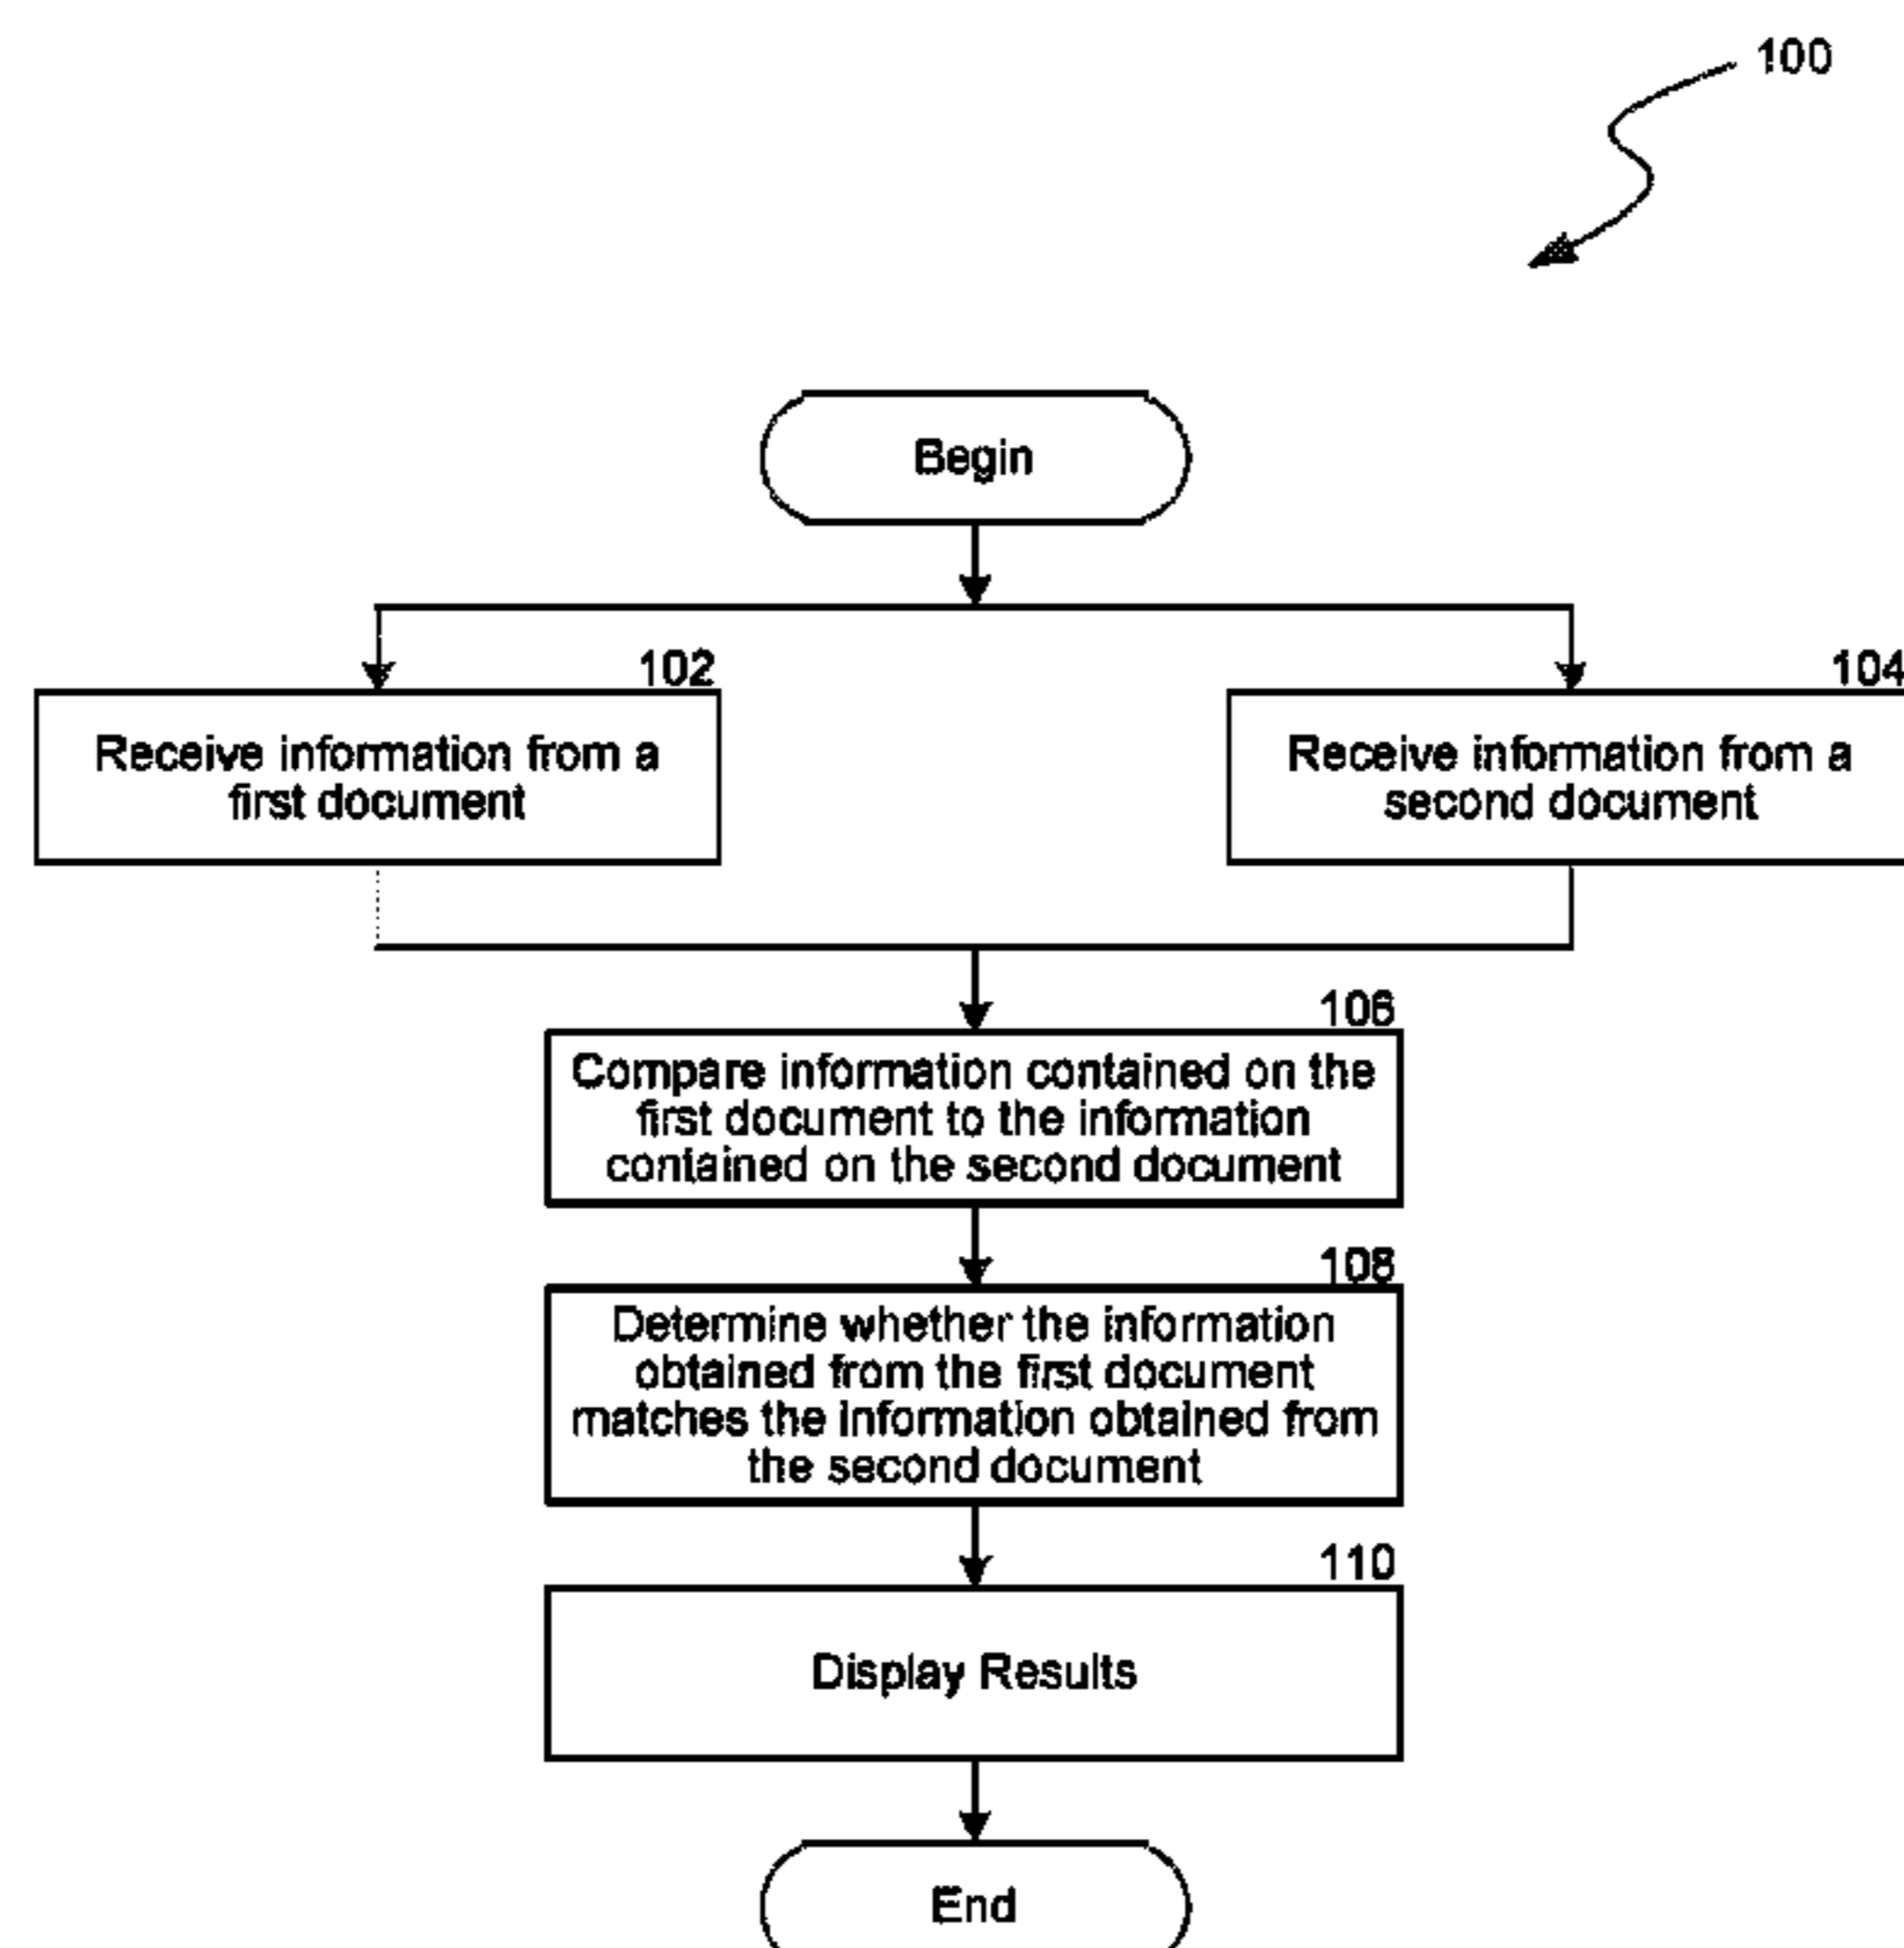 100
Begin
102
Receive information from a
first document
104
Receive information from a
second document
106
Compare information contained on the
first document to the information
contained on the second document
108
Determine whether the information
obtained from the first document
matches the information obtained from
the second document
110
Display Results
End